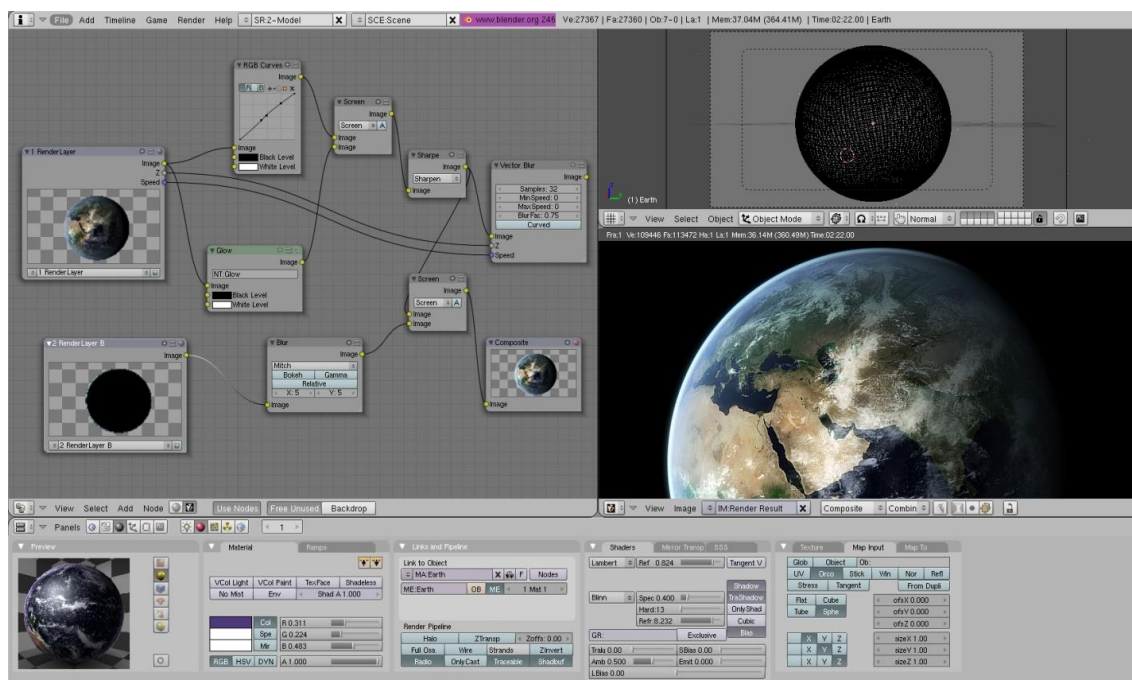 File Add Timeline Game Render Help SR:2-Model X SCE:Scene X www.blender.org 246 Ve:27367 | Fa:27360 | Ob:7-0 | La:1 | Mem:37.04M (364.41M) | Time:02:22.00 | Earth
RGB Curves
Image
Image
Black Level
White Level
Screen
Image
Screen A
Image
Image
1 RenderLayer
Image
Z
Speed
1 RenderLayer
Sharpe
Image
Sharpen
Image
Vector Blur
Image
Samples: 32
MinSpeed: 0
MaxSpeed: 0
BlurFac: 0.75
Curved
Image
Z
Speed
Glow
Image
NT Glow
Image
Black Level
White Level
Screen
Image
Screen A
Image
Image
2 RenderLayer B
Image
2 RenderLayer B
Blur
Image
Mitch
Bokeh Gamma
Relative
X: 5 Y: 5
Image
Composite
Image
(1) Earth
View Select Object Object Mode Normal
Fra:1 Ve:109446 Fa:113472 Ha:1 La:1 Mem:36.14M (360.49M) Time:02:22.00
View Select Add Node Use Nodes Free Unused Backdrop
View Image IM:Render Result X Composite Combin
Panels 1
Preview
Material Ramps
VCol Light VCol Paint TexFace Shadeless
No Mist Env Shad A 1.000
Col R 0.311
Spe G 0.224
Mir B 0.483
RGB HSV DYN A 1.000
Links and Pipeline
Link to Object
MA:Earth X F Nodes
ME:Earth OB ME 1 Mat 1
Render Pipeline
Halo ZTransp Zoffs: 0.00
Full Osa Wire Strands ZInvert
Radio OnlyCast Traceable Shadbuf
Shaders Mirror Transp SSS
Lambert Ref 0.824 Tangent V
Shadow
Blinn Spec 0.400 TraShadow
Hard:13 OnlyShad
Refr:8.232 Cubic
GR: Exclusive Bias
Tralu 0.00 SBias 0.00
Amb 0.500 Emit 0.000
LBias 0.00
Texture Map Input Map To
Glob Object Ob:
UV Orco Stick Win Nor Refl
Stress Tangent From Dupli
Flat Cube ofsX 0.000
Tube Sphe ofsY 0.000
ofsZ 0.000
X Y Z sizeX 1.00
X Y Z sizeY 1.00
X Y Z sizeZ 1.00